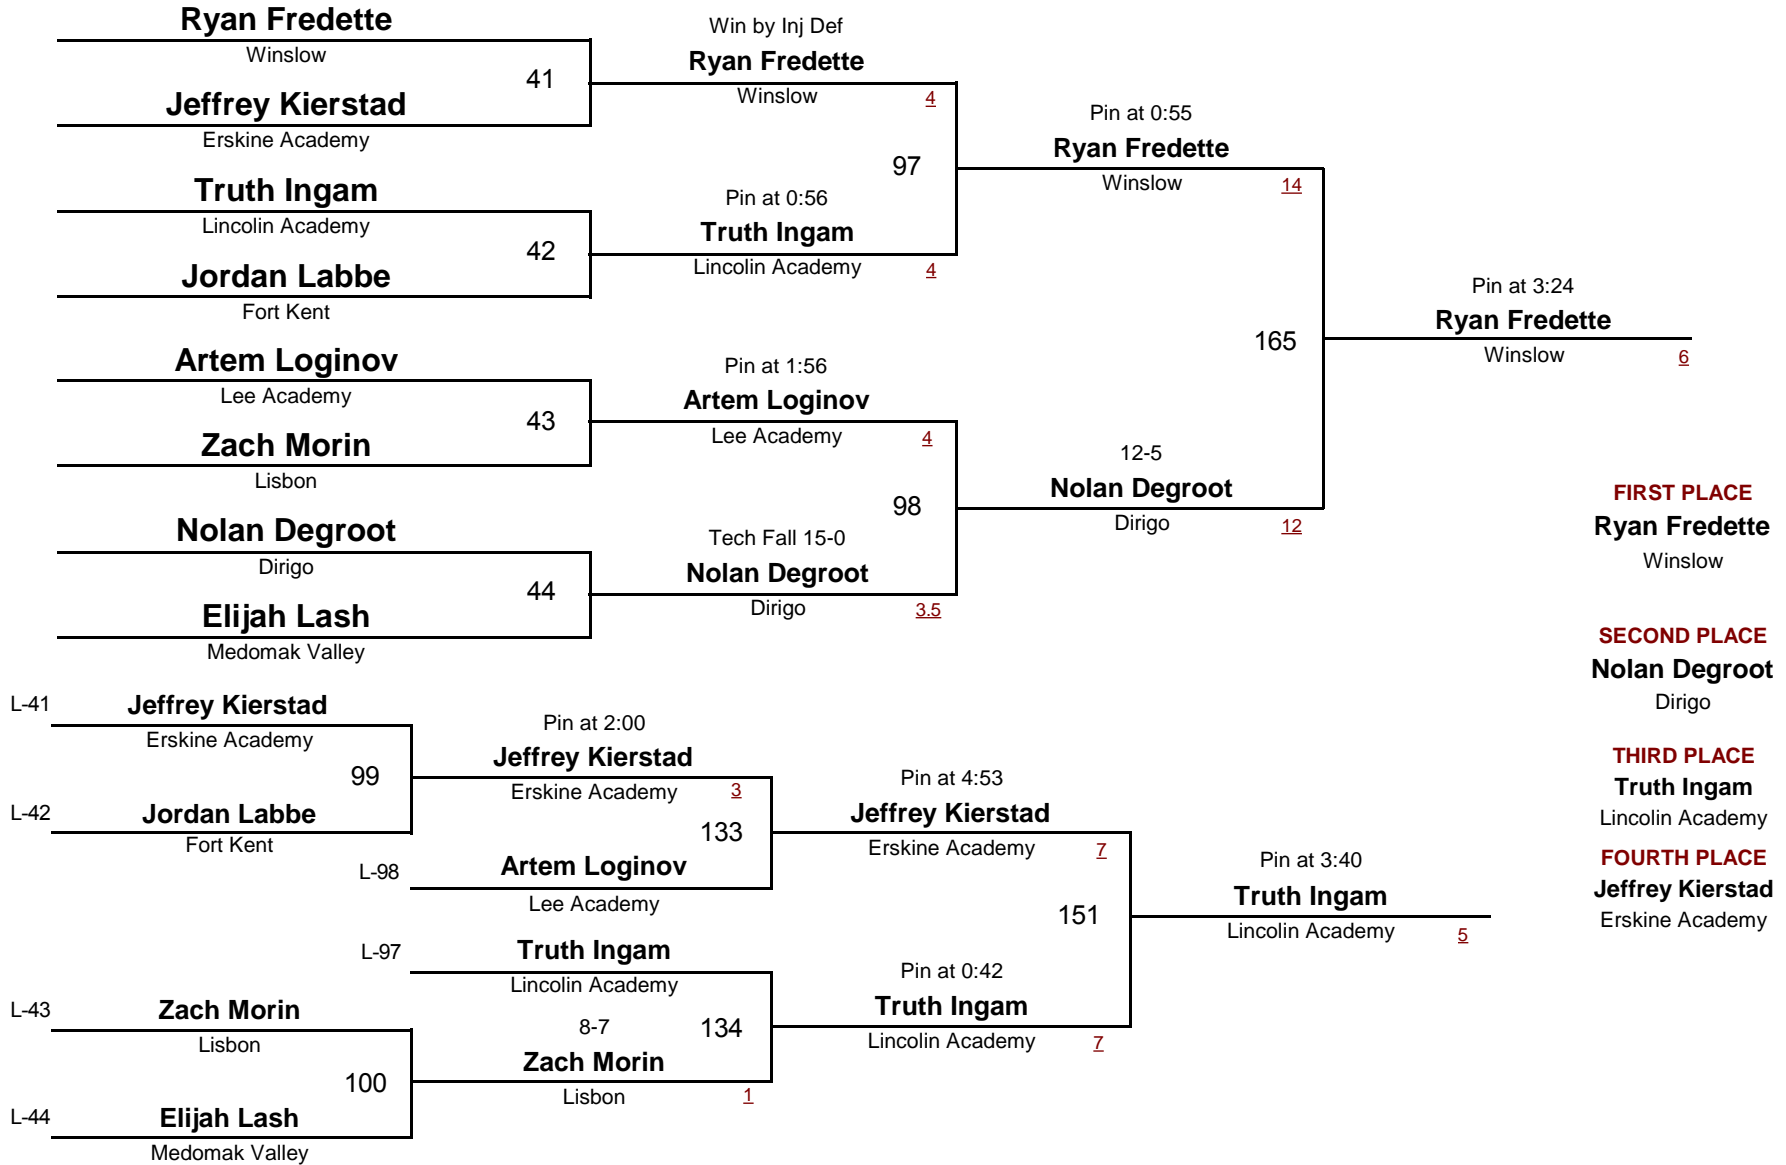 Ryan Fredette
Winslow
41
Jeffrey Kierstad
Erskine Academy
Truth Ingam
Lincolin Academy
42
Jordan Labbe
Fort Kent
Artem Loginov
Lee Academy
43
Zach Morin
Lisbon
Nolan Degroot
Dirigo
44
Elijah Lash
Medomak Valley
Win by Inj Def
Ryan Fredette
Winslow 4
97
Pin at 0:56
Truth Ingam
Lincolin Academy 4
Pin at 1:56
Artem Loginov
Lee Academy 4
98
Tech Fall 15-0
Nolan Degroot
Dirigo 3.5
Pin at 0:55
Ryan Fredette
Winslow 14
165
12-5
Nolan Degroot
Dirigo 12
Pin at 3:24
Ryan Fredette
Winslow 6
FIRST PLACE
Ryan Fredette
Winslow
SECOND PLACE
Nolan Degroot
Dirigo
THIRD PLACE
Truth Ingam
Lincolin Academy
FOURTH PLACE
Jeffrey Kierstad
Erskine Academy
L-41 Jeffrey Kierstad
Erskine Academy
99
L-42 Jordan Labbe
Fort Kent
L-43 Zach Morin
Lisbon
100
L-44 Elijah Lash
Medomak Valley
Pin at 2:00
Jeffrey Kierstad
Erskine Academy 3
133
L-98 Artem Loginov
Lee Academy
L-97 Truth Ingam
Lincolin Academy
8-7 134
Zach Morin
Lisbon 1
Pin at 4:53
Jeffrey Kierstad
Erskine Academy 7
151
Pin at 0:42
Truth Ingam
Lincolin Academy 7
Pin at 3:40
Truth Ingam
Lincolin Academy 5